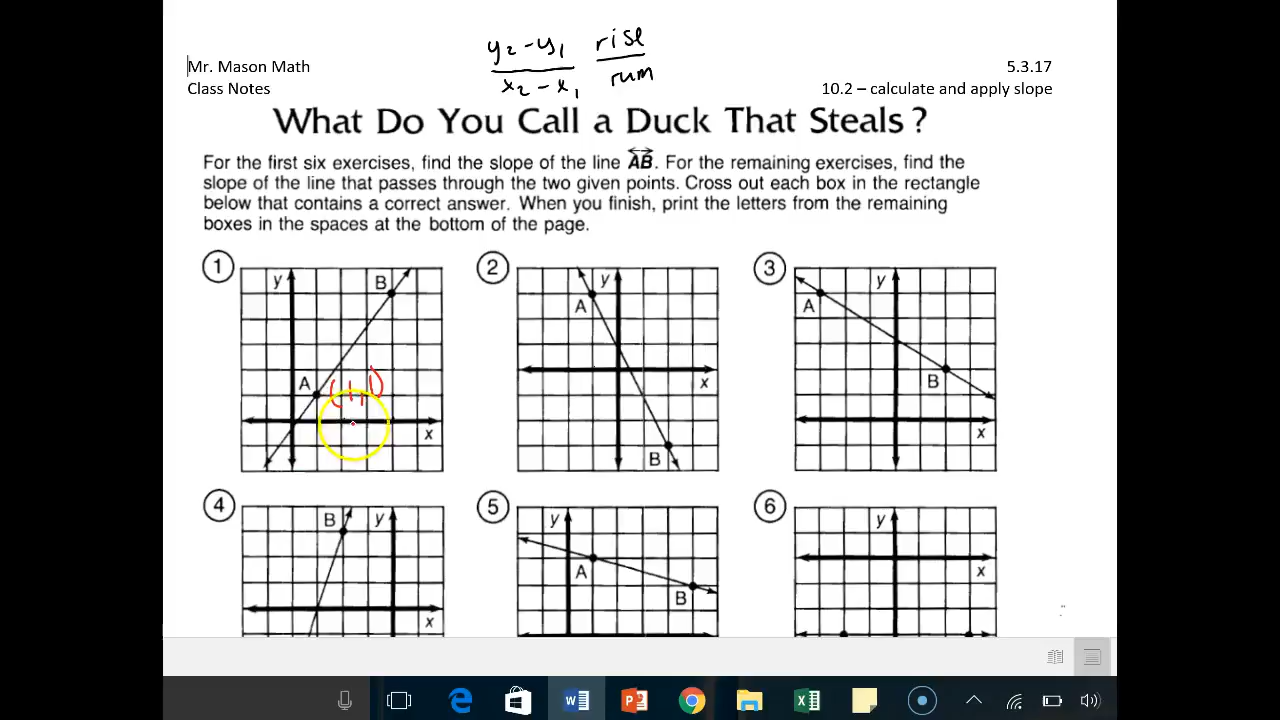 y2 - y1 rise
x2 - x1 rum
Mr. Mason Math 5.3.17
Class Notes 10.2 – calculate and apply slope
What Do You Call a Duck That Steals ?
For the first six exercises, find the slope of the line AB. For the remaining exercises, find the
slope of the line that passes through the two given points. Cross out each box in the rectangle
below that contains a correct answer. When you finish, print the letters from the remaining
boxes in the spaces at the bottom of the page.
1 y B A (1,1) x
2 y A x B
3 y A B x
4 B y x
5 y A B
6 y x